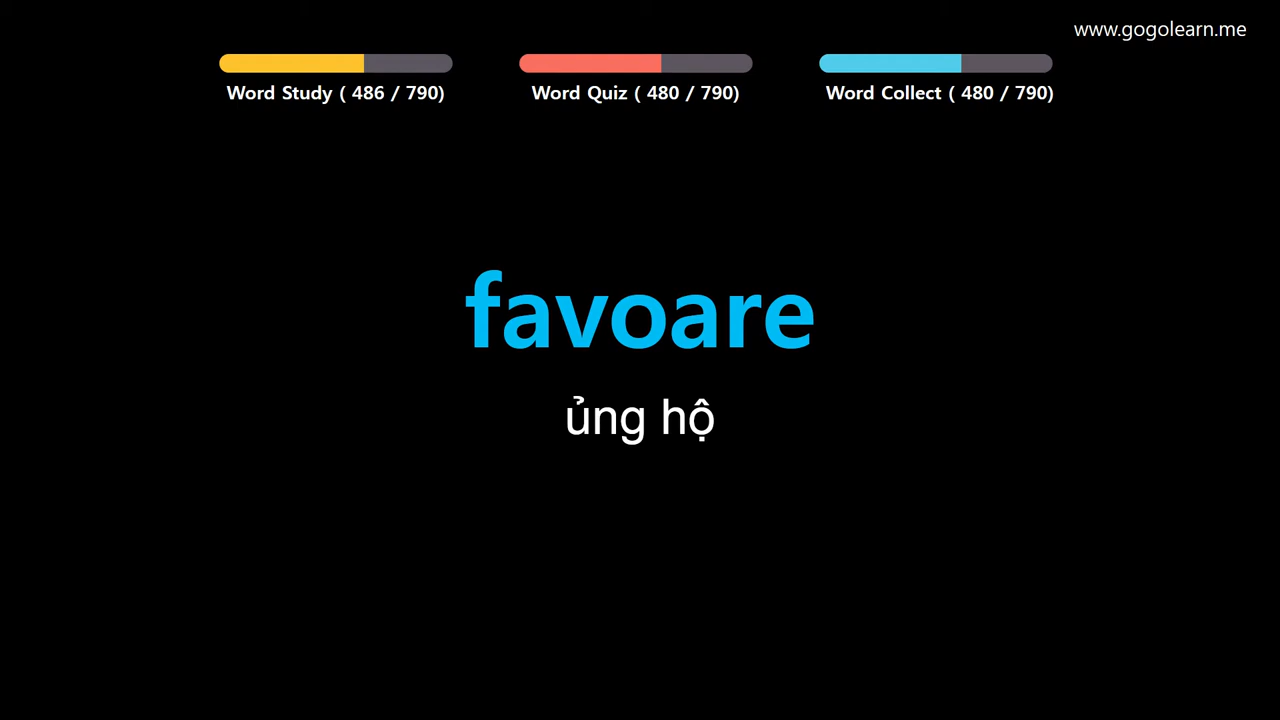 www.gogolearn.me
Word Study ( 486 / 790)
Word Quiz ( 480 / 790)
Word Collect ( 480 / 790)
favoare
ủng hộ